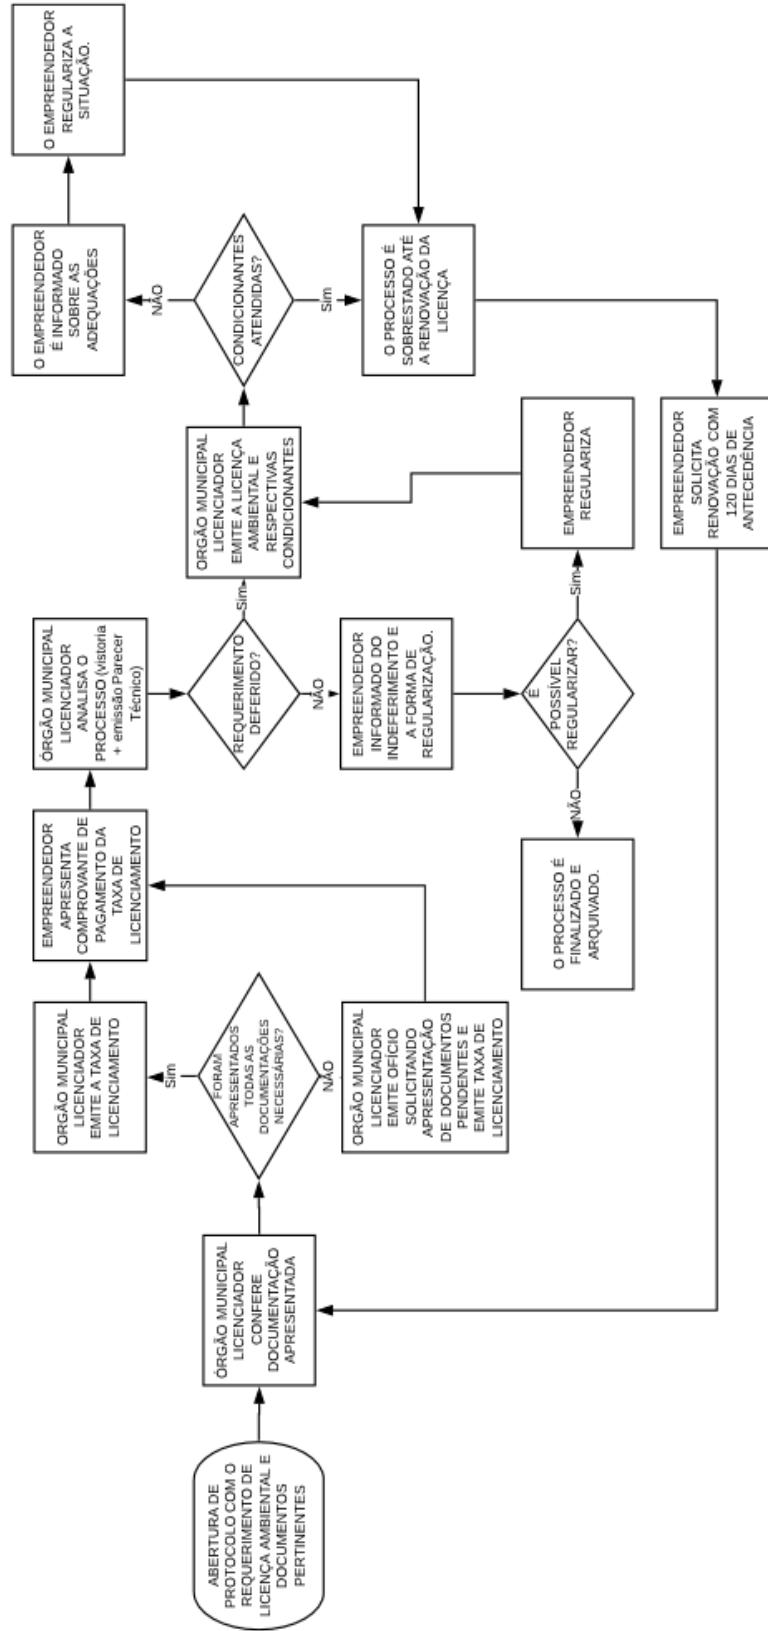 ABERTURA DE
PROTOCOLO COM O
REQUERIMENTO DE
LICENÇA AMBIENTAL E
DOCUMENTOS
PERTINENTES
ÓRGÃO MUNICIPAL
LICENCIADOR
CONFERE
DOCUMENTAÇÃO
APRESENTADA
FORAM
APRESENTADOS
TODAS AS
DOCUMENTAÇÕES
NECESSÁRIAS?
Sim
ORGÃO MUNICIPAL
LICENCIADOR
EMITE A TAXA DE
LICENCIAMENTO
NÃO
ORGÃO MUNICIPAL
LICENCIADOR
EMITE OFÍCIO
SOLICITANDO
APRESENTAÇÃO
DE DOCUMENTOS
PENDENTES E
EMITE TAXA DE
LICENCIAMENTO
EMPREENDEDOR
APRESENTA
COMPROVANTE DE
PAGAMENTO DA
TAXA DE
LICENCIAMENTO
ÓRGÃO MUNICIPAL
LICENCIADOR
ANALISA O
PROCESSO (vistoria
+ emissão Parecer
Técnico)
REQUERIMENTO
DEFERIDO?
Sim
NÃO
EMPREENDEDOR
INFORMADO DO
INDEFERIMENTO E
A FORMA DE
REGULARIZAÇÃO.
É
POSSÍVEL
REGULARIZAR?
NÃO
O PROCESSO É
FINALIZADO E
ARQUIVADO.
Sim
EMPREENDEDOR
REGULARIZA
ORGÃO MUNICIPAL
LICENCIADOR
EMITE A LICENÇA
AMBIENTAL E
RESPECTIVAS
CONDICIONANTES
CONDICIONANTES
ATENDIDAS?
NÃO
O EMPREENDEDOR
É INFORMADO
SOBRE AS
ADEQUAÇÕES
O EMPREENDEDOR
REGULARIZA A
SITUAÇÃO.
Sim
O PROCESSO É
SOBRESTADO ATÉ
A RENOVAÇÃO DA
LICENÇA
EMPREENDEDOR
SOLICITA
RENOVAÇÃO COM
120 DIAS DE
ANTECEDÊNCIA